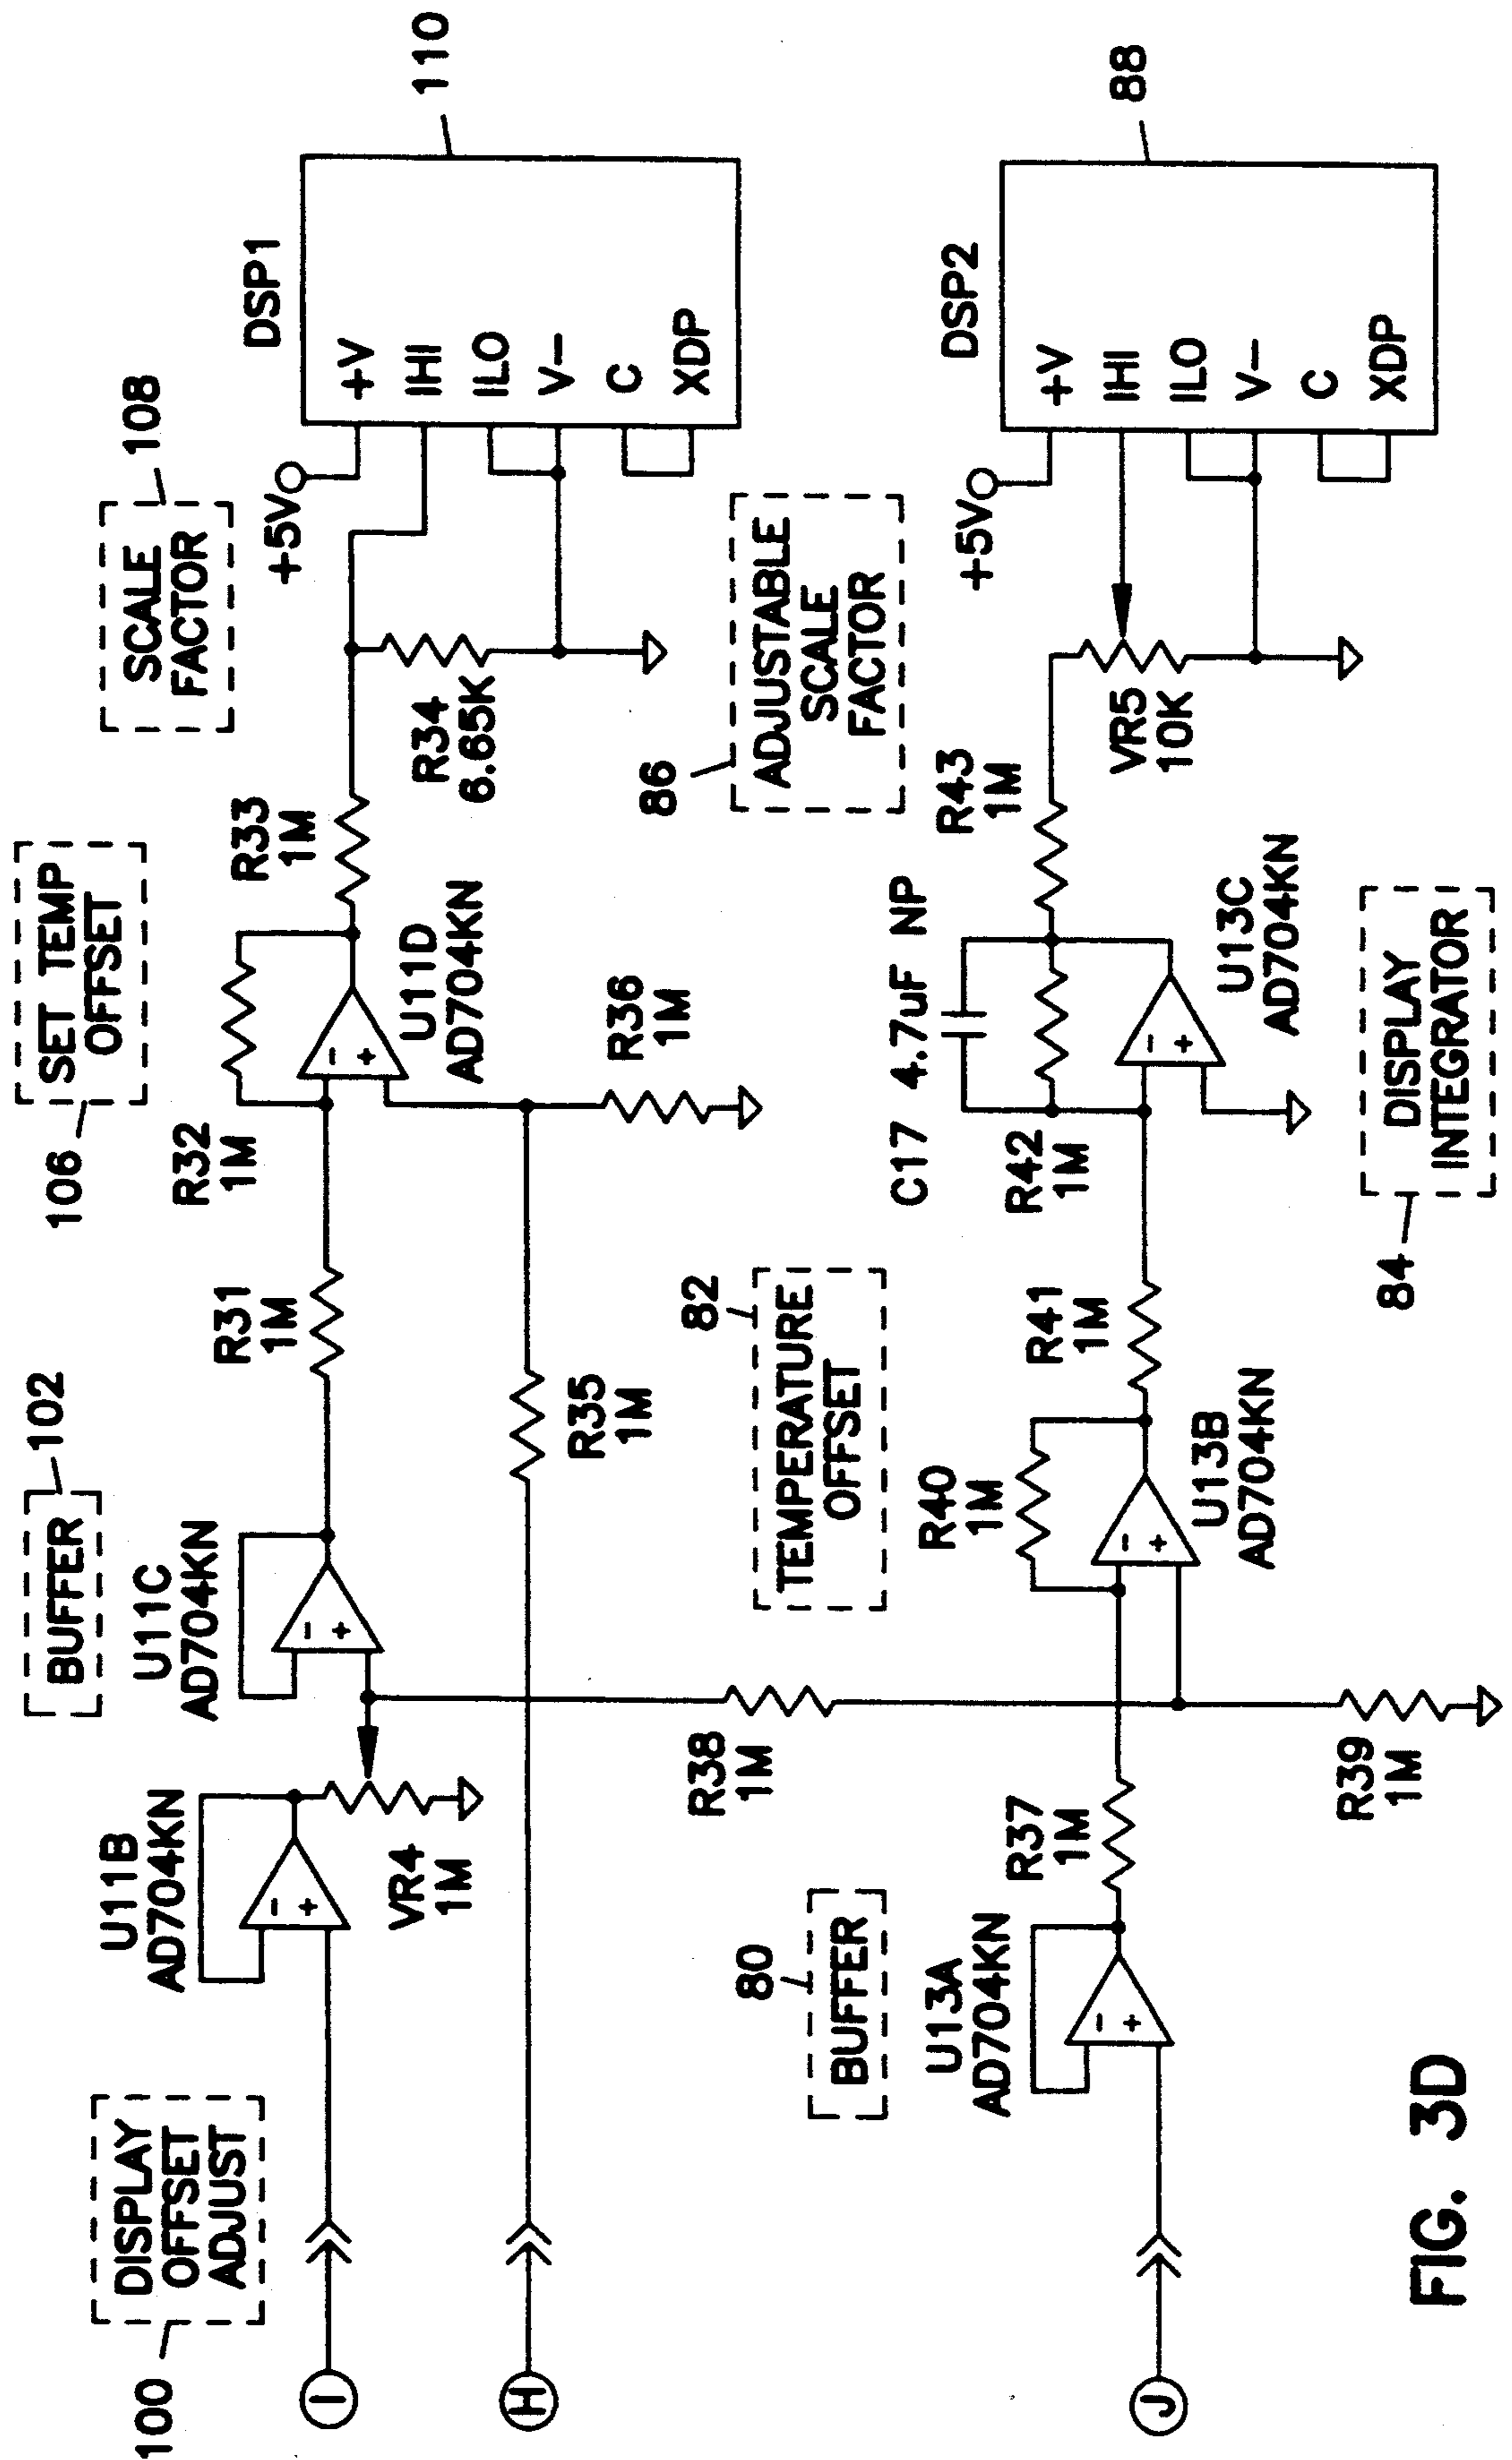 100
DISPLAY
OFFSET
ADJUST
I
H
J
U11B
AD704KN
- +
VR4
1M
BUFFER
102
U11C
AD704KN
- +
R31
1M
106
SET TEMP
OFFSET
R32
1M
- +
U11D
AD704KN
R33
1M
R35
1M
R36
1M
SCALE
FACTOR
108
+5V
R34
6.65K
DSP1
110
+V
IHI
ILO
V-
C
XDP
80
BUFFER
U13A
AD704KN
- +
R37
1M
R38
1M
R39
1M
82
TEMPERATURE
OFFSET
R40
1M
- +
U13B
AD704KN
R41
1M
C17 4.7uF NP
R42
1M
- +
U13C
AD704KN
84
DISPLAY
INTEGRATOR
R43
1M
86
ADJUSTABLE
SCALE
FACTOR
+5V
VR5
10K
DSP2
88
+V
IHI
ILO
V-
C
XDP
FIG. 3D